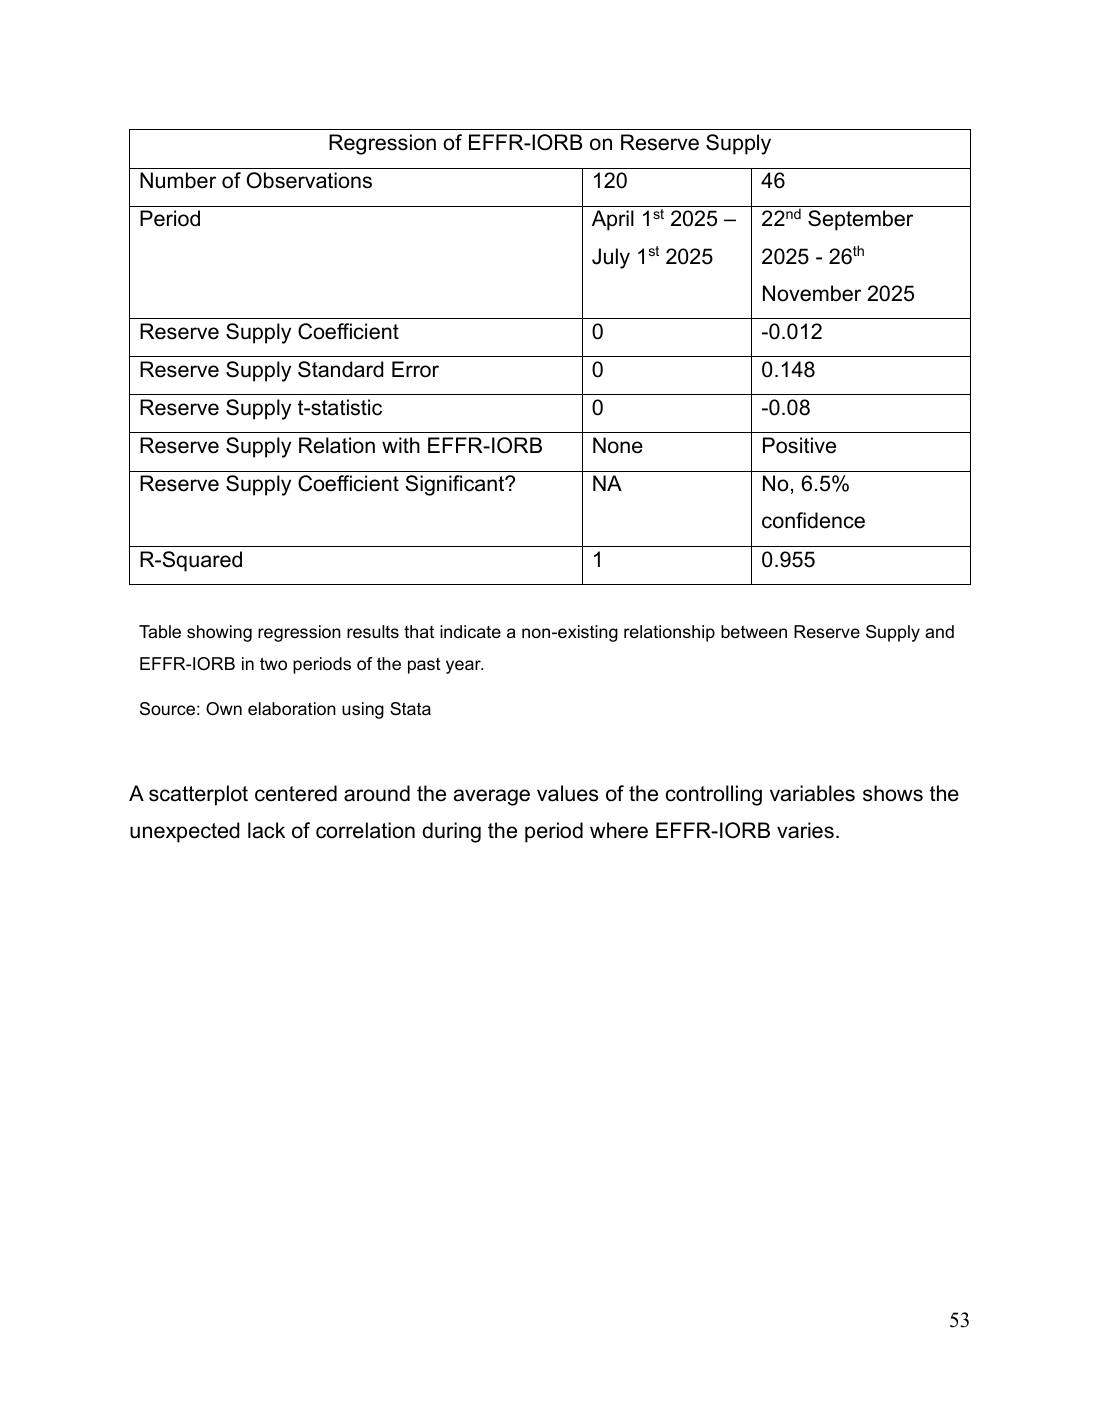 Regression of EFFR-IORB on Reserve Supply
Number of Observations 120 46
Period April 1st 2025 – 22nd September
July 1st 2025 2025 - 26th
November 2025
Reserve Supply Coefficient 0 -0.012
Reserve Supply Standard Error 0 0.148
Reserve Supply t-statistic 0 -0.08
Reserve Supply Relation with EFFR-IORB None Positive
Reserve Supply Coefficient Significant? NA No, 6.5%
confidence
R-Squared 1 0.955
Table showing regression results that indicate a non-existing relationship between Reserve Supply and
EFFR-IORB in two periods of the past year.
Source: Own elaboration using Stata
A scatterplot centered around the average values of the controlling variables shows the
unexpected lack of correlation during the period where EFFR-IORB varies.
53